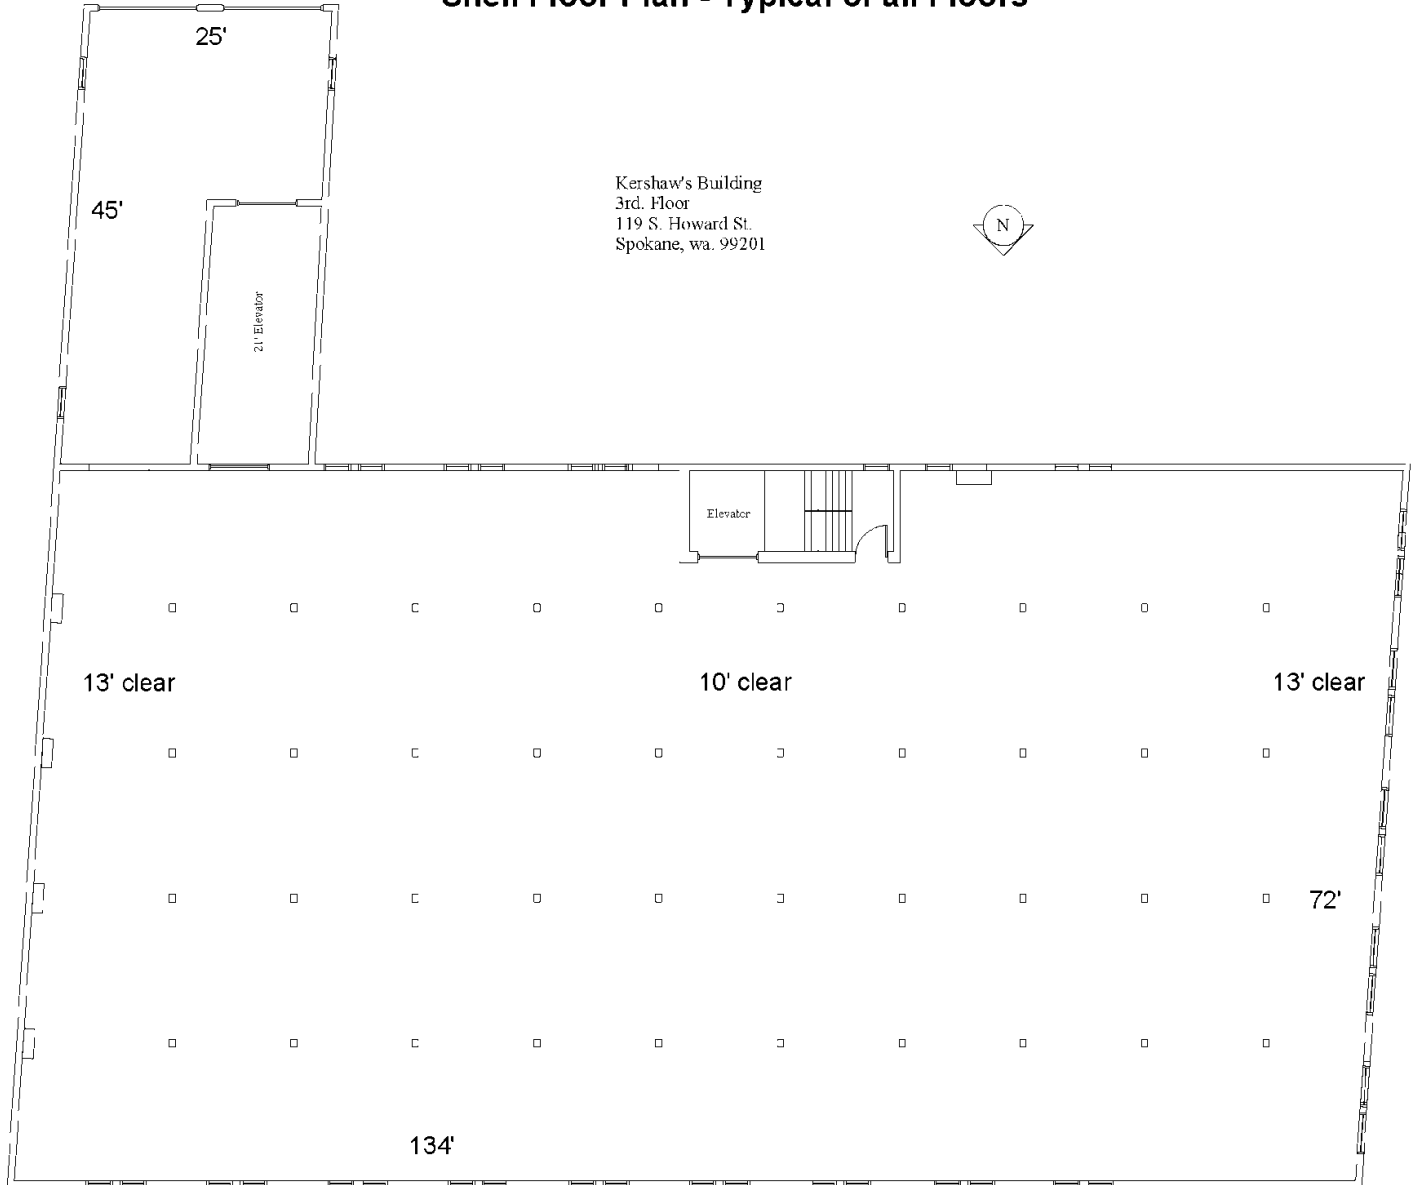 Shell Floor Plan - Typical of all Floors
25'
45'
Kershaw's Building
3rd. Floor
119 S. Howard St.
Spokane, wa. 99201
N
21' Elevator
Elevator
13' clear
10' clear
13' clear
72'
134'